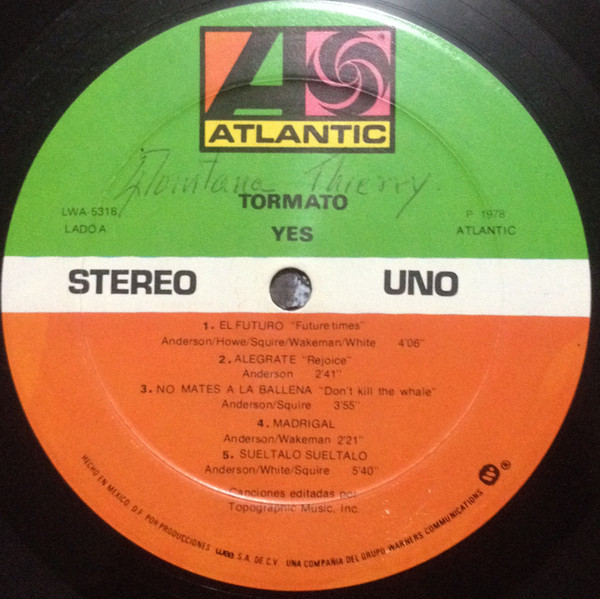 ATLANTIC
Thierry
TORMATO
LWA-5318
LADO A
P 1978
ATLANTIC
YES
STEREO
UNO
1. EL FUTURO "Future times"
Anderson/Howe/Squire/Wakeman/White 4'06"
2. ALEGRATE "Rejoice"
Anderson 2'41"
3. NO MATES A LA BALLENA "Don't kill the whale"
Anderson/Squire 3'55"
4. MADRIGAL
Anderson/Wakeman 2'21"
5. SUELTALO SUELTALO
Anderson/White/Squire 5'40"
Canciones editadas por
Topographic Music, Inc.
HECHO EN MEXICO, D.F. POR PRODUCCIONES wea S.A. DE C.V. - UNA COMPAÑIA DEL GRUPO WARNERS COMMUNICATIONS ®